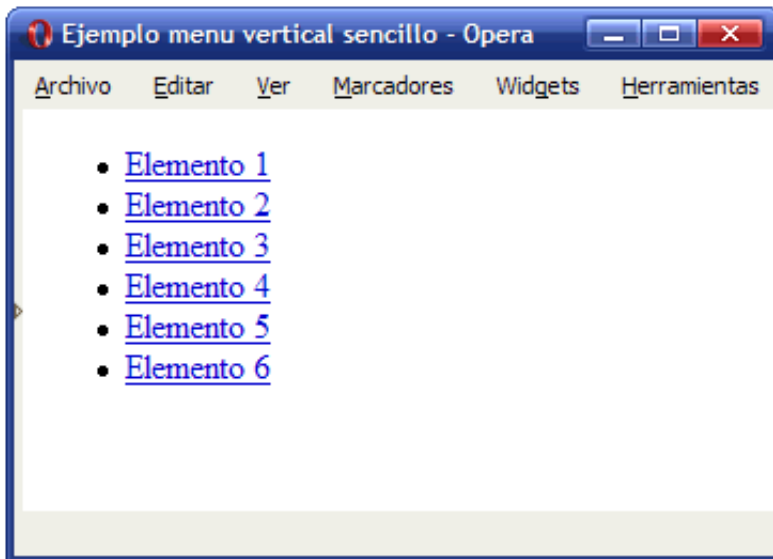 Ejemplo menu vertical sencillo - Opera
Archivo Editar Ver Marcadores Widgets Herramientas
Elemento 1
Elemento 2
Elemento 3
Elemento 4
Elemento 5
Elemento 6